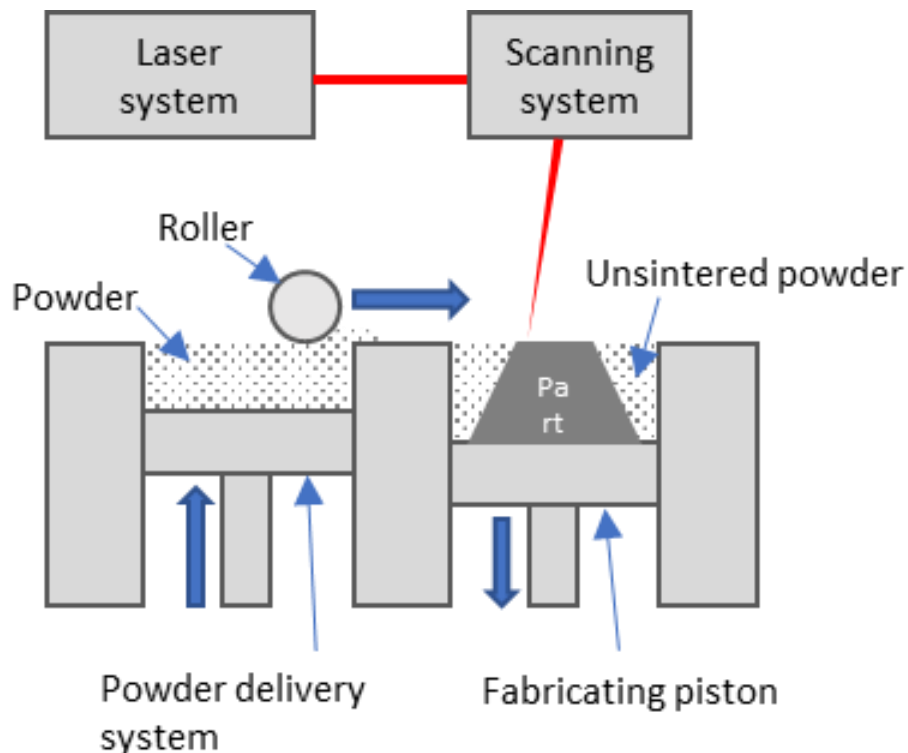 Laser
system
Scanning
system
Roller
Unsintered powder
Powder
Pa
rt
Powder delivery
system
Fabricating piston